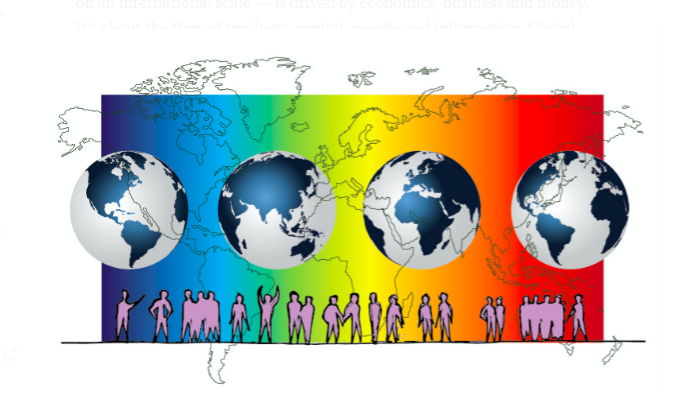 on an international scale — is driven by economics, business and money.
It's about the flow of products, capital, people and information. Global